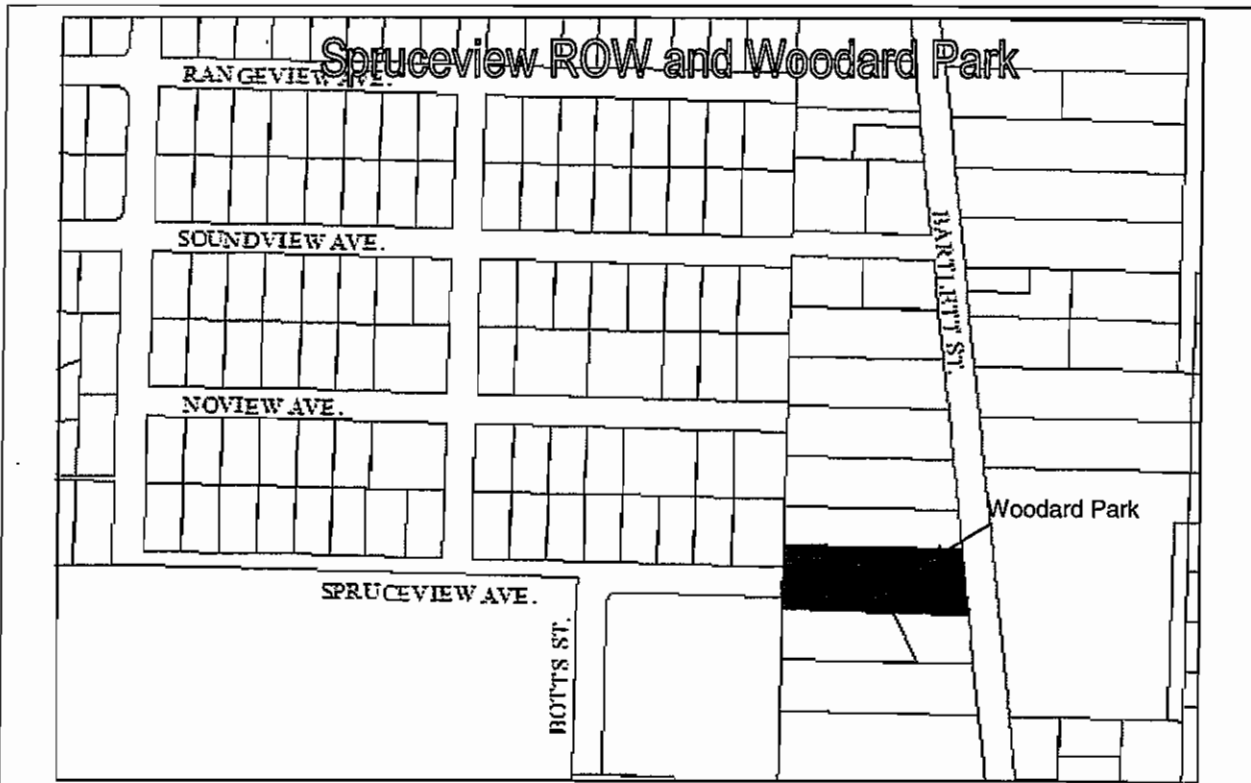 Spruceview ROW and Woodard Park
RANGEVIEW AVE.
SOUNDVIEW AVE.
BARTLETT ST.
NOVIEW AVE.
Woodard Park
SPRUCEVIEW AVE.
BOTTS ST.